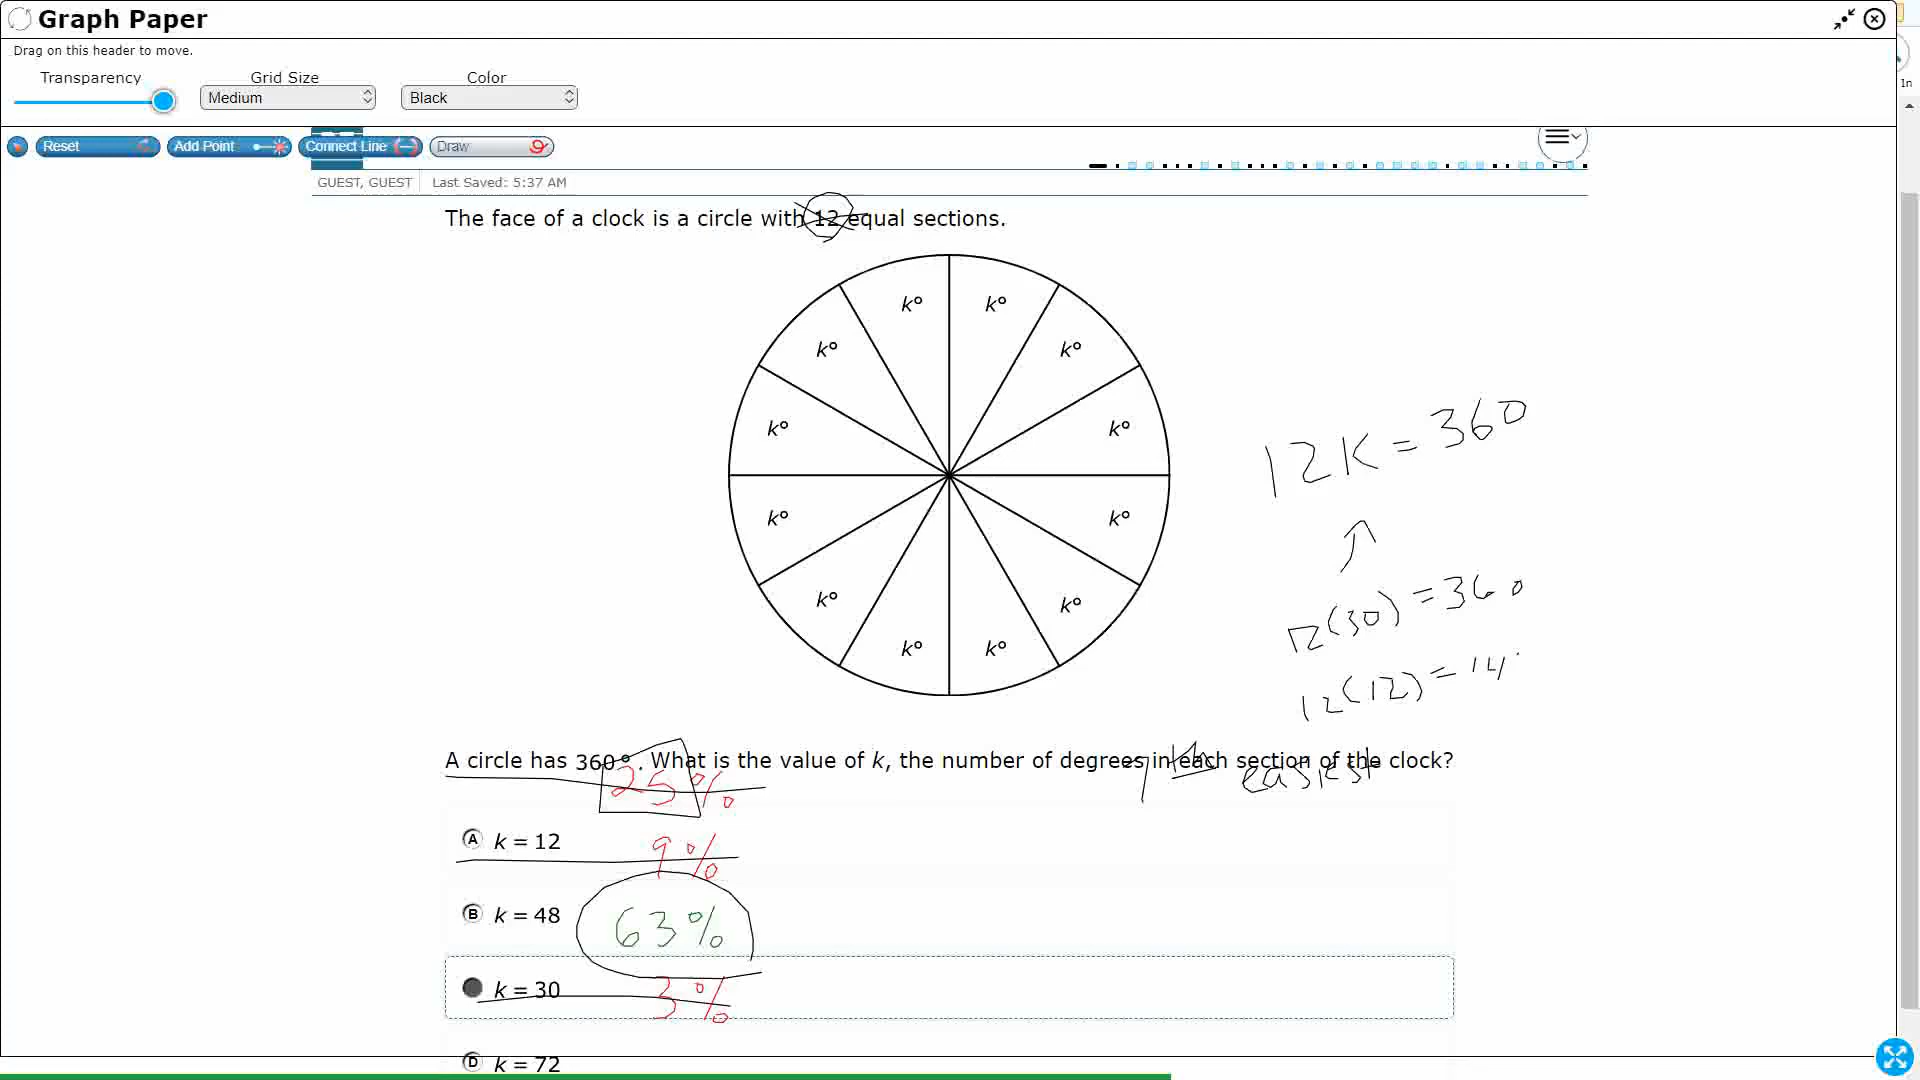 Graph Paper
Drag on this header to move.
Transparency Grid Size Color
Medium Black
Reset Add Point Connect Line Draw
In
GUEST, GUEST Last Saved: 5:37 AM
The face of a clock is a circle with 12 equal sections.
k° k°
k° k°
k° k°
12K = 360
k° k°
k° k°
12(30) = 360
k° k°
12(12) = 14
A circle has 360°. What is the value of k, the number of degrees in each section of the clock?
25% 7th easiest
A k = 12
9%
B k = 48
63%
k = 30
3%
D k = 72